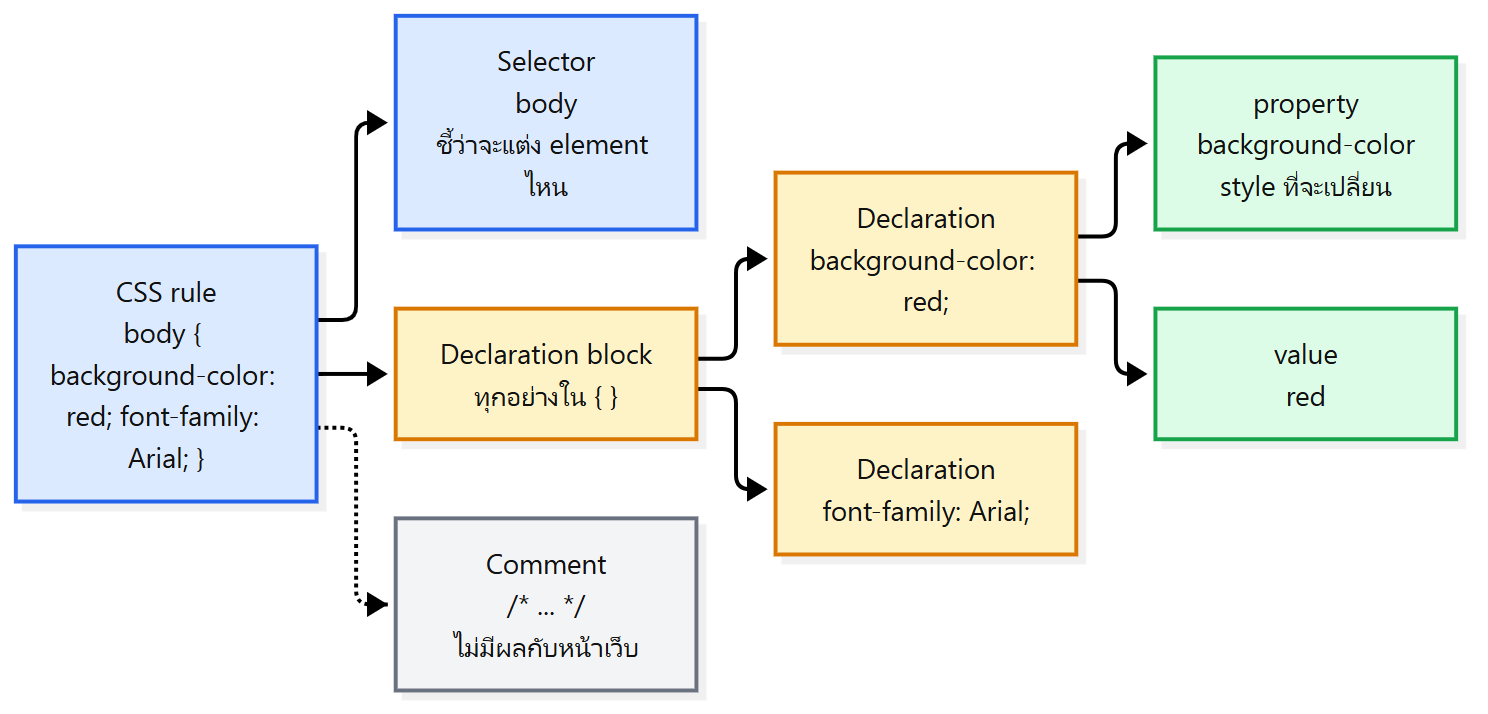 CSS rule
body {
background-color:
red; font-family:
Arial; }
Selector
body
ชี้ว่าจะแต่ง element
ไหน
Declaration block
ทุกอย่างใน { }
Comment
/* ... */
ไม่มีผลกับหน้าเว็บ
Declaration
background-color:
red;
Declaration
font-family: Arial;
property
background-color
style ที่จะเปลี่ยน
value
red